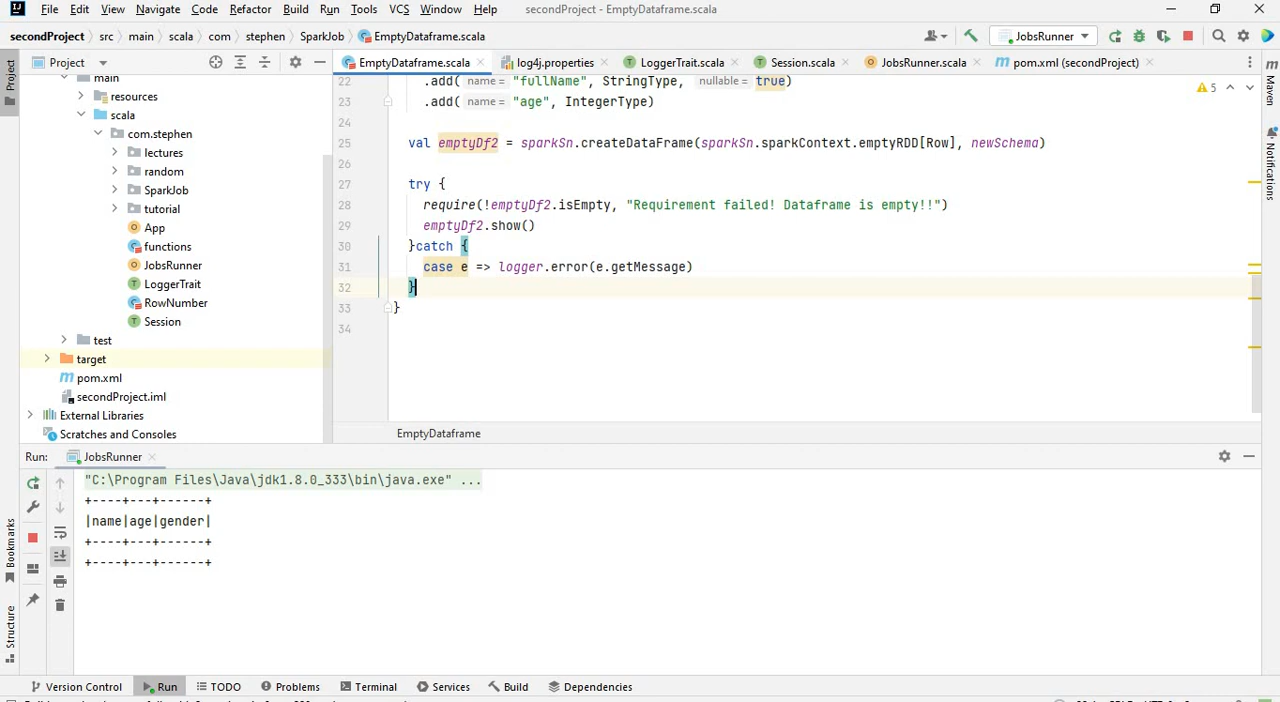 File Edit View Navigate Code Refactor Build Run Tools VCS Window Help secondProject - EmptyDataframe.scala
secondProject src main scala com stephen SparkJob EmptyDataframe.scala JobsRunner
Project EmptyDataframe.scala log4j.properties LoggerTrait.scala Session.scala JobsRunner.scala pom.xml (secondProject)
main
resources
scala
com.stephen
lectures
random
SparkJob
tutorial
App
functions
JobsRunner
LoggerTrait
RowNumber
Session
test
target
pom.xml
secondProject.iml
External Libraries
Scratches and Consoles
22 .add( name = "fullName", StringType, nullable = true)
23 .add( name = "age", IntegerType)
24
25 val emptyDf2 = sparkSn.createDataFrame(sparkSn.sparkContext.emptyRDD[Row], newSchema)
26
27 try {
28 require(!emptyDf2.isEmpty, "Requirement failed! Dataframe is empty!!")
29 emptyDf2.show()
30 }catch {
31 case e => logger.error(e.getMessage)
32 }
33 }
34
5
EmptyDataframe
Project
Bookmarks
Structure
Maven
Notifications
Run: JobsRunner
"C:\Program Files\Java\jdk1.8.0_333\bin\java.exe" ...
+----+---+------+
|name|age|gender|
+----+---+------+
+----+---+------+
Version Control Run TODO Problems Terminal Services Build Dependencies